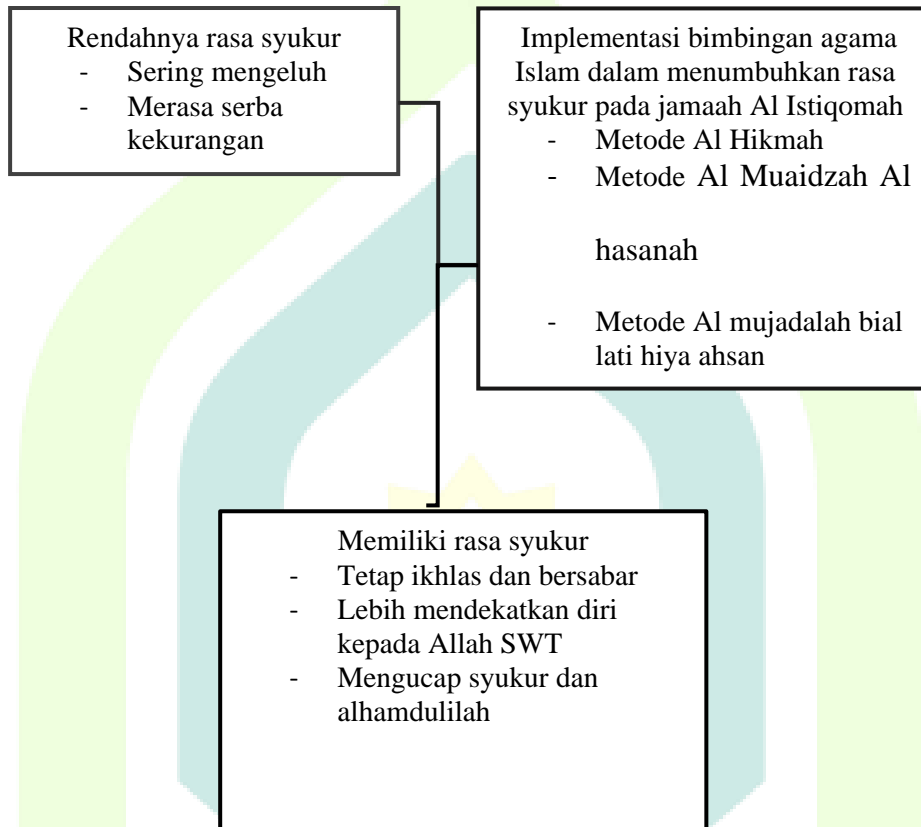 Rendahnya rasa syukur
- Sering mengeluh
- Merasa serba
kekurangan
Implementasi bimbingan agama
Islam dalam menumbuhkan rasa
syukur pada jamaah Al Istiqomah
- Metode Al Hikmah
- Metode Al Muaidzah Al
hasanah
- Metode Al mujadalah bial
lati hiya ahsan
Memiliki rasa syukur
- Tetap ikhlas dan bersabar
- Lebih mendekatkan diri
kepada Allah SWT
- Mengucap syukur dan
alhamdulilah